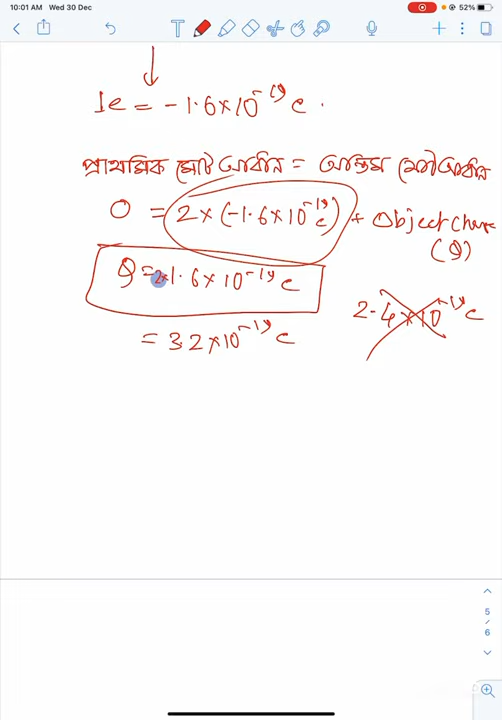 10:01 AM Wed 30 Dec 52%
1e = -1.6×10⁻¹⁹ c.
প্রাথমিক মোট আধান = অন্তিম মোট আধান
0 = 2×(-1.6×10⁻¹⁹ c) + Object charge
(Q)
Q = 2×1.6×10⁻¹⁹ c
2.4×10⁻¹⁹ c
= 3.2×10⁻¹⁹ c
5
/
6